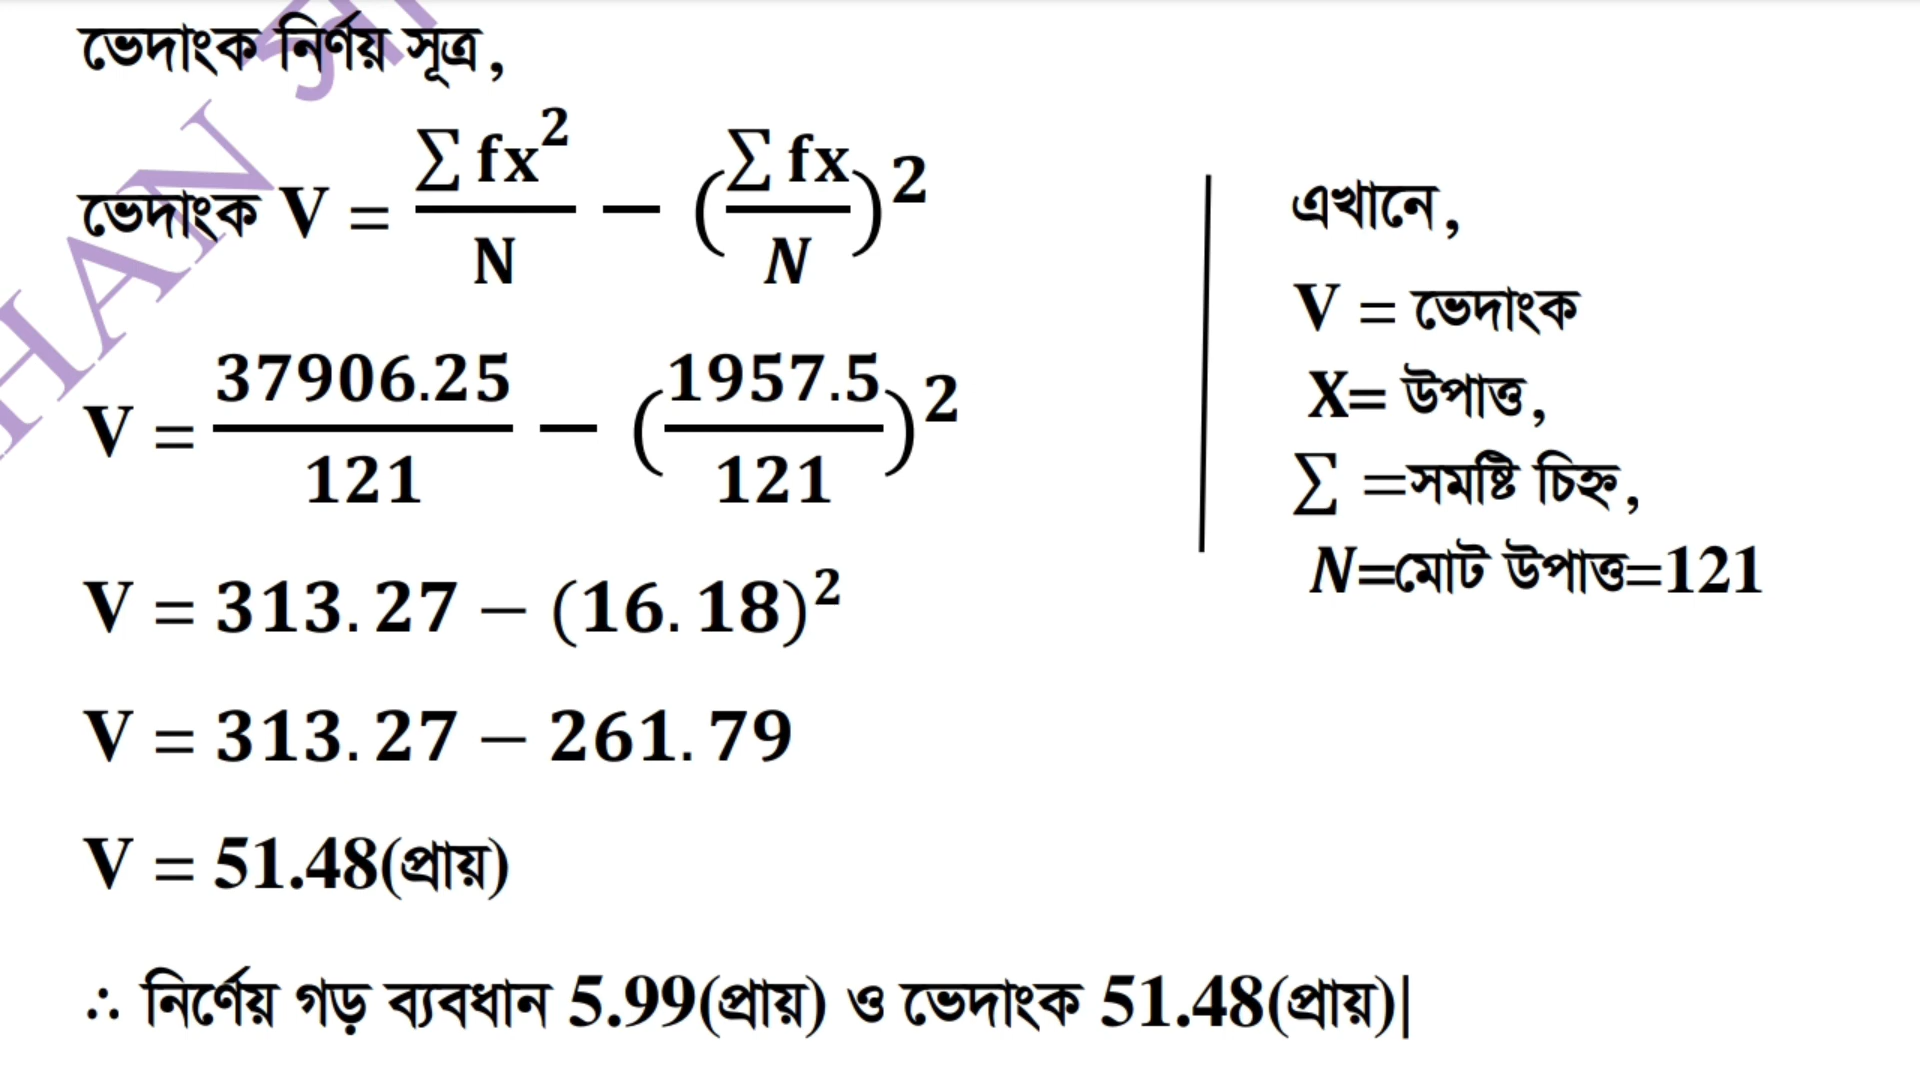 ভেদাংক নির্ণয় সূত্র,
ভেদাংক V = ∑ fx² / N − (∑ fx / N)²
V = 37906.25 / 121 − (1957.5 / 121)²
V = 313.27 − (16.18)²
V = 313.27 − 261.79
V = 51.48(প্রায়)
∴ নির্ণেয় গড় ব্যবধান 5.99(প্রায়) ও ভেদাংক 51.48(প্রায়)|
এখানে,
V = ভেদাংক
X= উপাত্ত,
∑ =সমষ্টি চিহ্ন,
N=মোট উপাত্ত=121
HAN